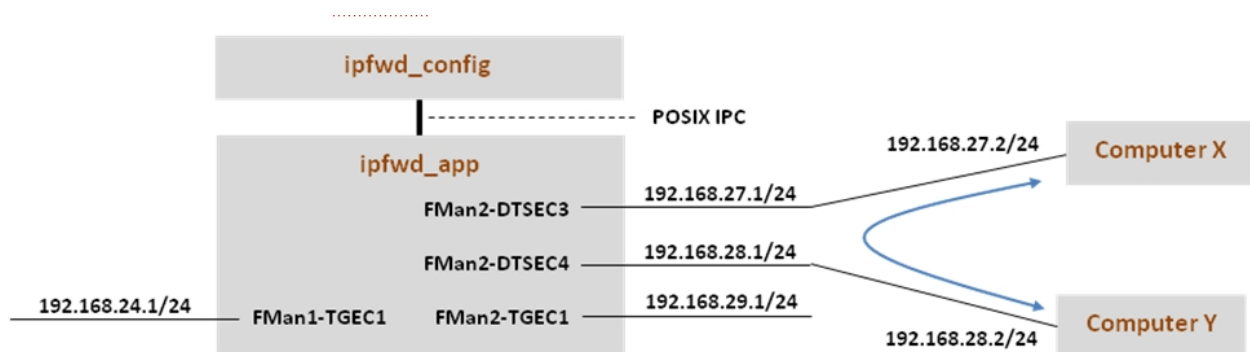 ipfwd_config
POSIX IPC
ipfwd_app
192.168.27.2/24
Computer X
FMan2-DTSEC3
192.168.27.1/24
FMan2-DTSEC4
192.168.28.1/24
192.168.24.1/24
FMan1-TGEC1
FMan2-TGEC1
192.168.29.1/24
Computer Y
192.168.28.2/24